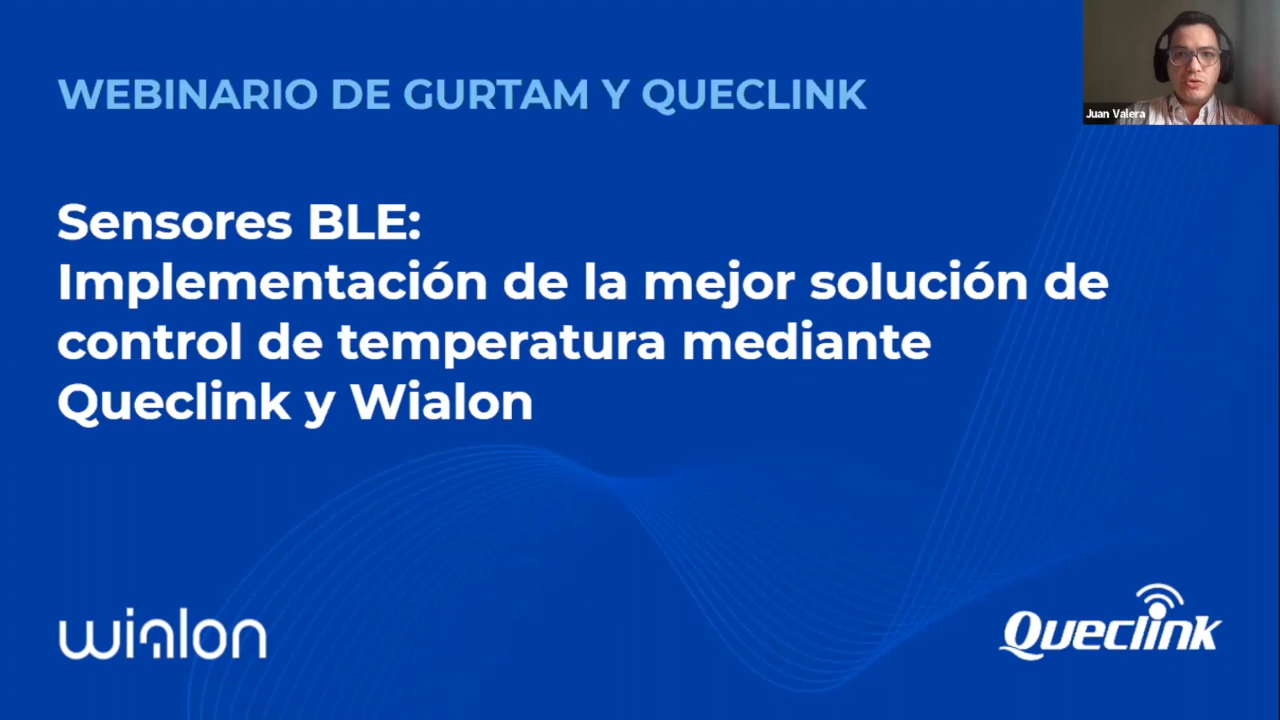 WEBINARIO DE GURTAM Y QUECLINK
Juan Valera
Sensores BLE:
Implementación de la mejor solución de
control de temperatura mediante
Queclink y Wialon
wialon
Queclink